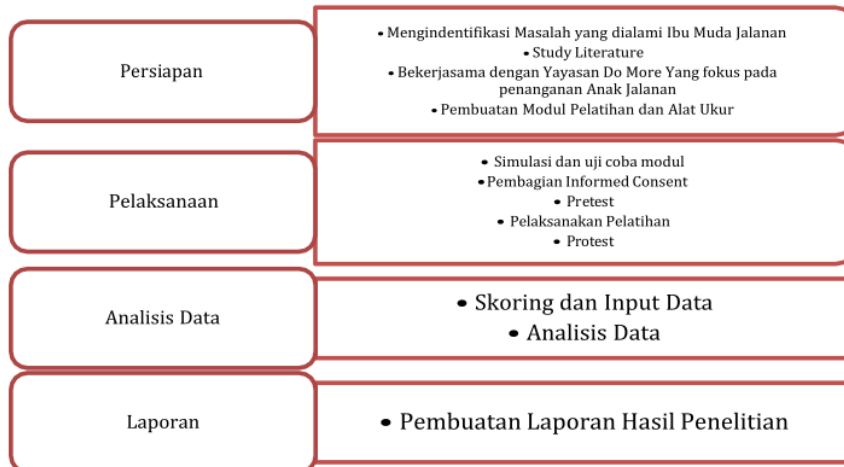 Persiapan
• Mengindentifikasi Masalah yang dialami Ibu Muda Jalanan
• Study Literature
• Bekerjasama dengan Yayasan Do More Yang fokus pada
penanganan Anak Jalanan
• Pembuatan Modul Pelatihan dan Alat Ukur
Pelaksanaan
• Simulasi dan uji coba modul
•Pembagian Informed Consent
• Pretest
• Pelaksanakan Pelatihan
• Protest
Analisis Data
• Skoring dan Input Data
• Analisis Data
Laporan
• Pembuatan Laporan Hasil Penelitian